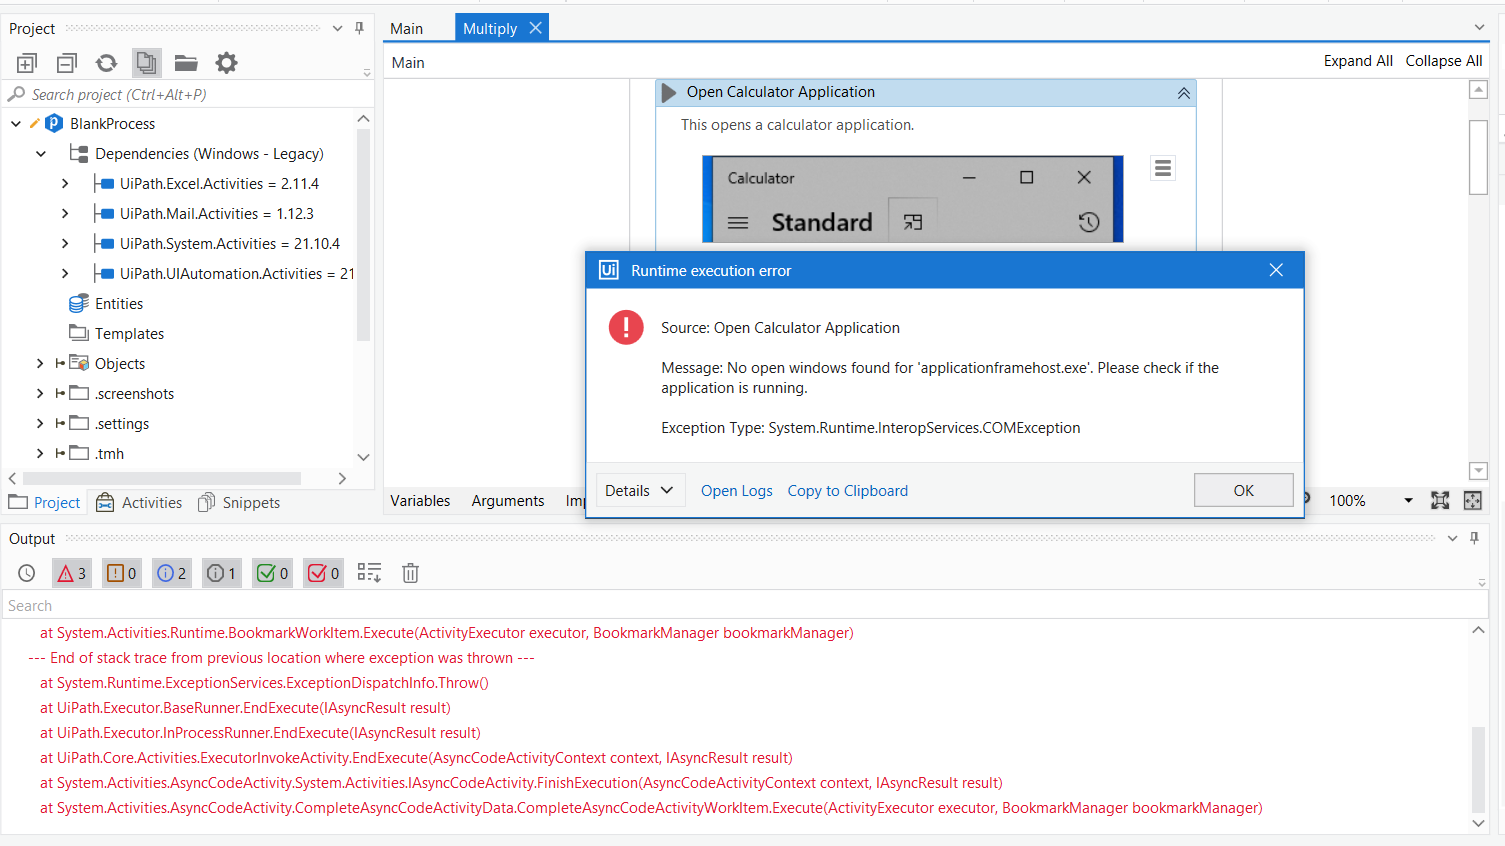 Project
Search project (Ctrl+Alt+P)
BlankProcess
Dependencies (Windows - Legacy)
UiPath.Excel.Activities = 2.11.4
UiPath.Mail.Activities = 1.12.3
UiPath.System.Activities = 21.10.4
UiPath.UIAutomation.Activities = 21
Entities
Templates
Objects
.screenshots
.settings
.tmh
Project
Activities
Snippets
Main
Multiply
Main
Expand All
Collapse All
Open Calculator Application
This opens a calculator application.
Calculator
Standard
Ui
Runtime execution error
Source: Open Calculator Application
Message: No open windows found for 'applicationframehost.exe'. Please check if the
application is running.
Exception Type: System.Runtime.InteropServices.COMException
Details
Open Logs
Copy to Clipboard
OK
Variables
Arguments
Im
100%
Output
3
0
2
1
0
0
Search
at System.Activities.Runtime.BookmarkWorkItem.Execute(ActivityExecutor executor, BookmarkManager bookmarkManager)
--- End of stack trace from previous location where exception was thrown ---
at System.Runtime.ExceptionServices.ExceptionDispatchInfo.Throw()
at UiPath.Executor.BaseRunner.EndExecute(IAsyncResult result)
at UiPath.Executor.InProcessRunner.EndExecute(IAsyncResult result)
at UiPath.Core.Activities.ExecutorInvokeActivity.EndExecute(AsyncCodeActivityContext context, IAsyncResult result)
at System.Activities.AsyncCodeActivity.System.Activities.IAsyncCodeActivity.FinishExecution(AsyncCodeActivityContext context, IAsyncResult result)
at System.Activities.AsyncCodeActivity.CompleteAsyncCodeActivityData.CompleteAsyncCodeActivityWorkItem.Execute(ActivityExecutor executor, BookmarkManager bookmarkManager)